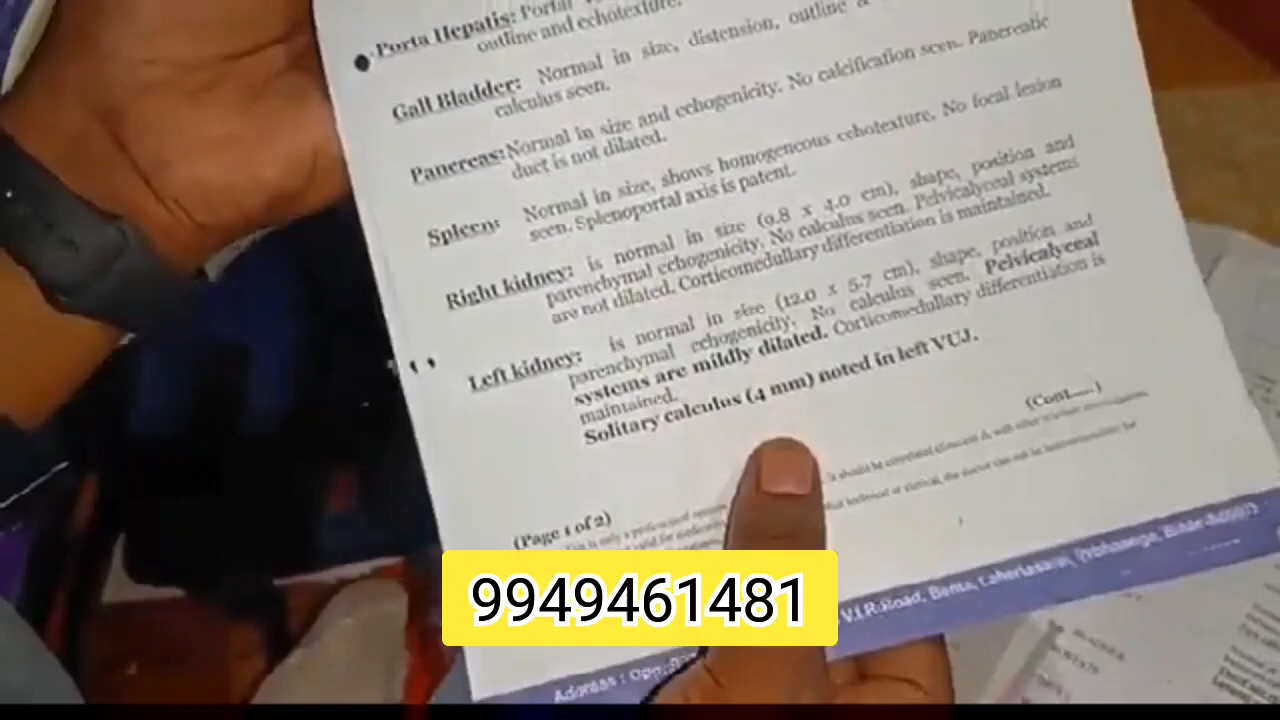 Porta Hepatis: Portal
outline and echotexture.
Gall Bladder: Normal in size, distension, outline &
calculus seen.
Pancreas: Normal in size and echogenicity. No calcification seen. Pancreatic
duct is not dilated.
Spleen: Normal in size, shows homogeneous echotexture. No focal lesion
seen. Splenoportal axis is patent.
Right kidney: is normal in size (9.8 x 4.0 cm), shape, position and
parenchymal echogenicity. No calculus seen. Pelvicalyceal systems
are not dilated. Corticomedullary differentiation is maintained.
Left kidney: is normal in size (12.0 x 5.7 cm), shape, position and
parenchymal echogenicity. No calculus seen. Pelvicalyceal
systems are mildly dilated. Corticomedullary differentiation is
maintained.
Solitary calculus (4 mm) noted in left VUJ.
(Cont.....)
(Page 1 of 2)
9949461481
Address : Opp.
V.I.P. Road, Benta, Laheriasarai,